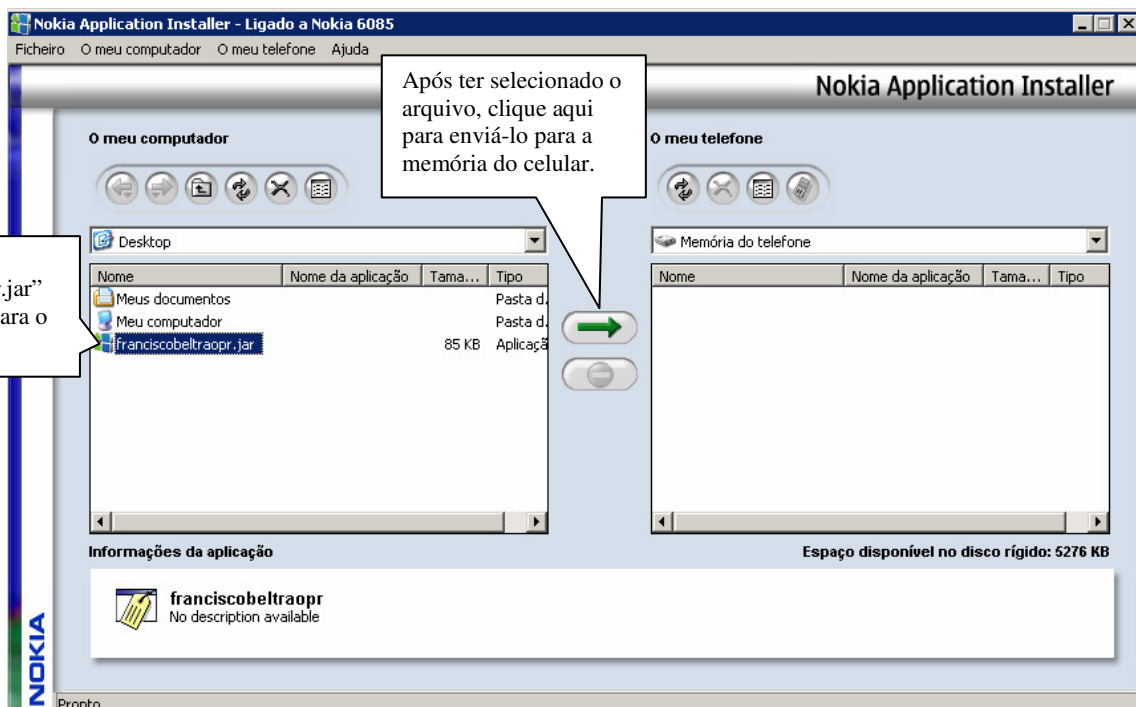 Nokia Application Installer - Ligado a Nokia 6085
Ficheiro O meu computador O meu telefone Ajuda
Após ter selecionado o
arquivo, clique aqui
para enviá-lo para a
memória do celular.
Nokia Application Installer
O meu computador
O meu telefone
Desktop
Memória do telefone
.jar”
ara o
Nome Nome da aplicação Tama... Tipo
Meus documentos Pasta d.
Meu computador Pasta d.
franciscobeltraopr.jar 85 KB Aplicaçã
Nome Nome da aplicação Tama... Tipo
Informações da aplicação
Espaço disponível no disco rígido: 5276 KB
franciscobeltraopr
No description available
NOKIA
Pronto